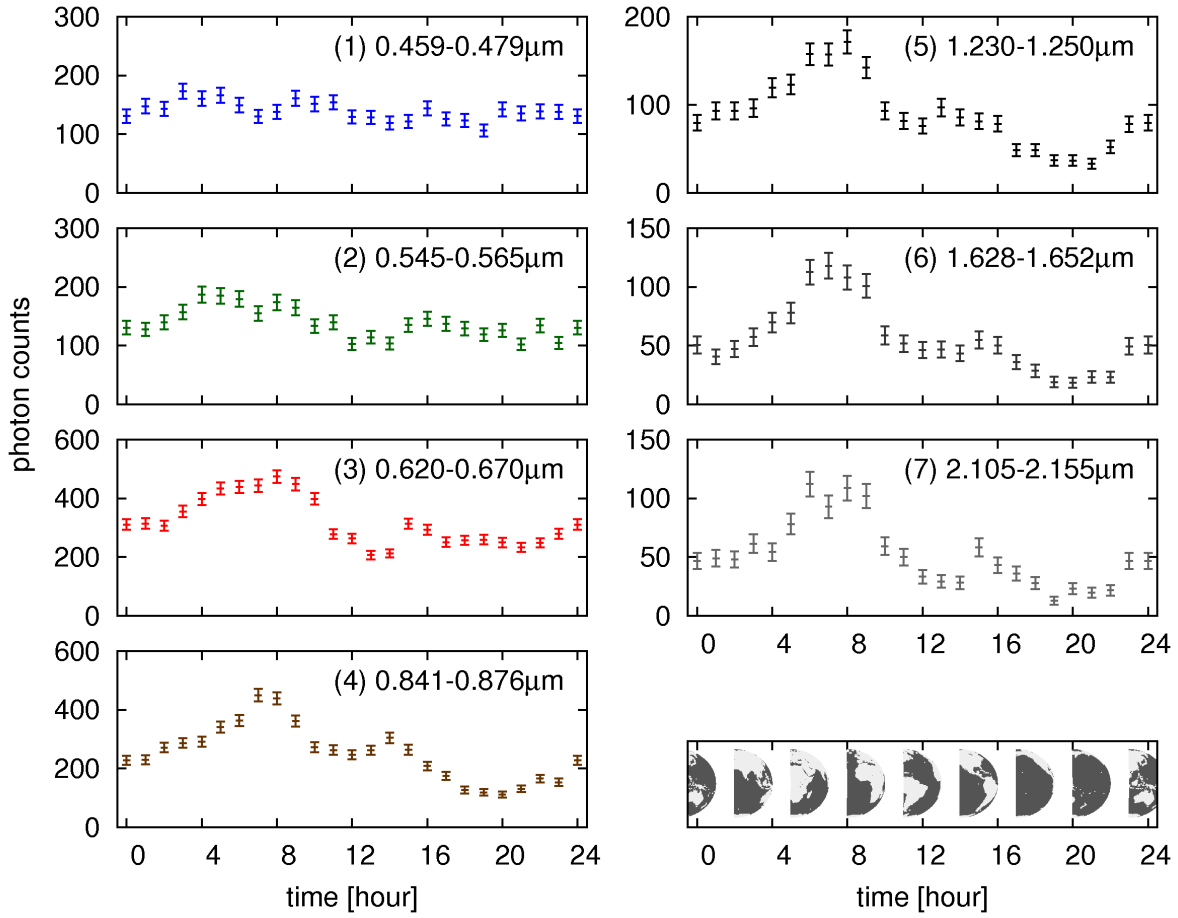 photon counts
300
200
100
0
(1) 0.459-0.479μm
300
200
100
0
(2) 0.545-0.565μm
600
400
200
0
(3) 0.620-0.670μm
600
400
200
0
(4) 0.841-0.876μm
0 4 8 12 16 20 24
time [hour]
200
100
0
(5) 1.230-1.250μm
150
100
50
0
(6) 1.628-1.652μm
150
100
50
0
(7) 2.105-2.155μm
0 4 8 12 16 20 24
0 4 8 12 16 20 24
time [hour]